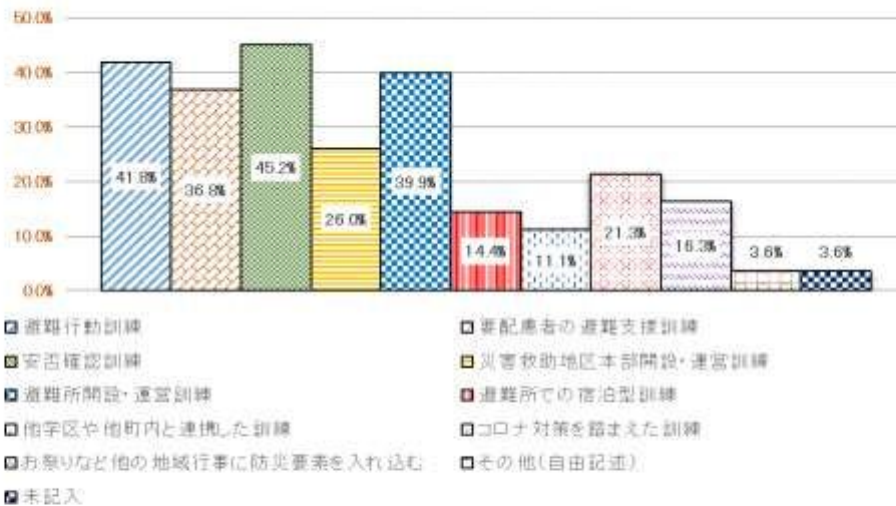 50.0%
40.0%
30.0%
20.0%
10.0%
0.0%
41.8%
36.8%
45.2%
26.0%
39.9%
14.4%
11.1%
21.3%
16.3%
3.6%
3.6%
避難行動訓練
要配慮者の避難支援訓練
安否確認訓練
災害救助地区本部開設・運営訓練
避難所開設・運営訓練
避難所での宿泊型訓練
他学区や他町内と連携した訓練
コロナ対策を踏まえた訓練
お祭りなど他の地域行事に防災要素を入れ込む
その他(自由記述)
未記入